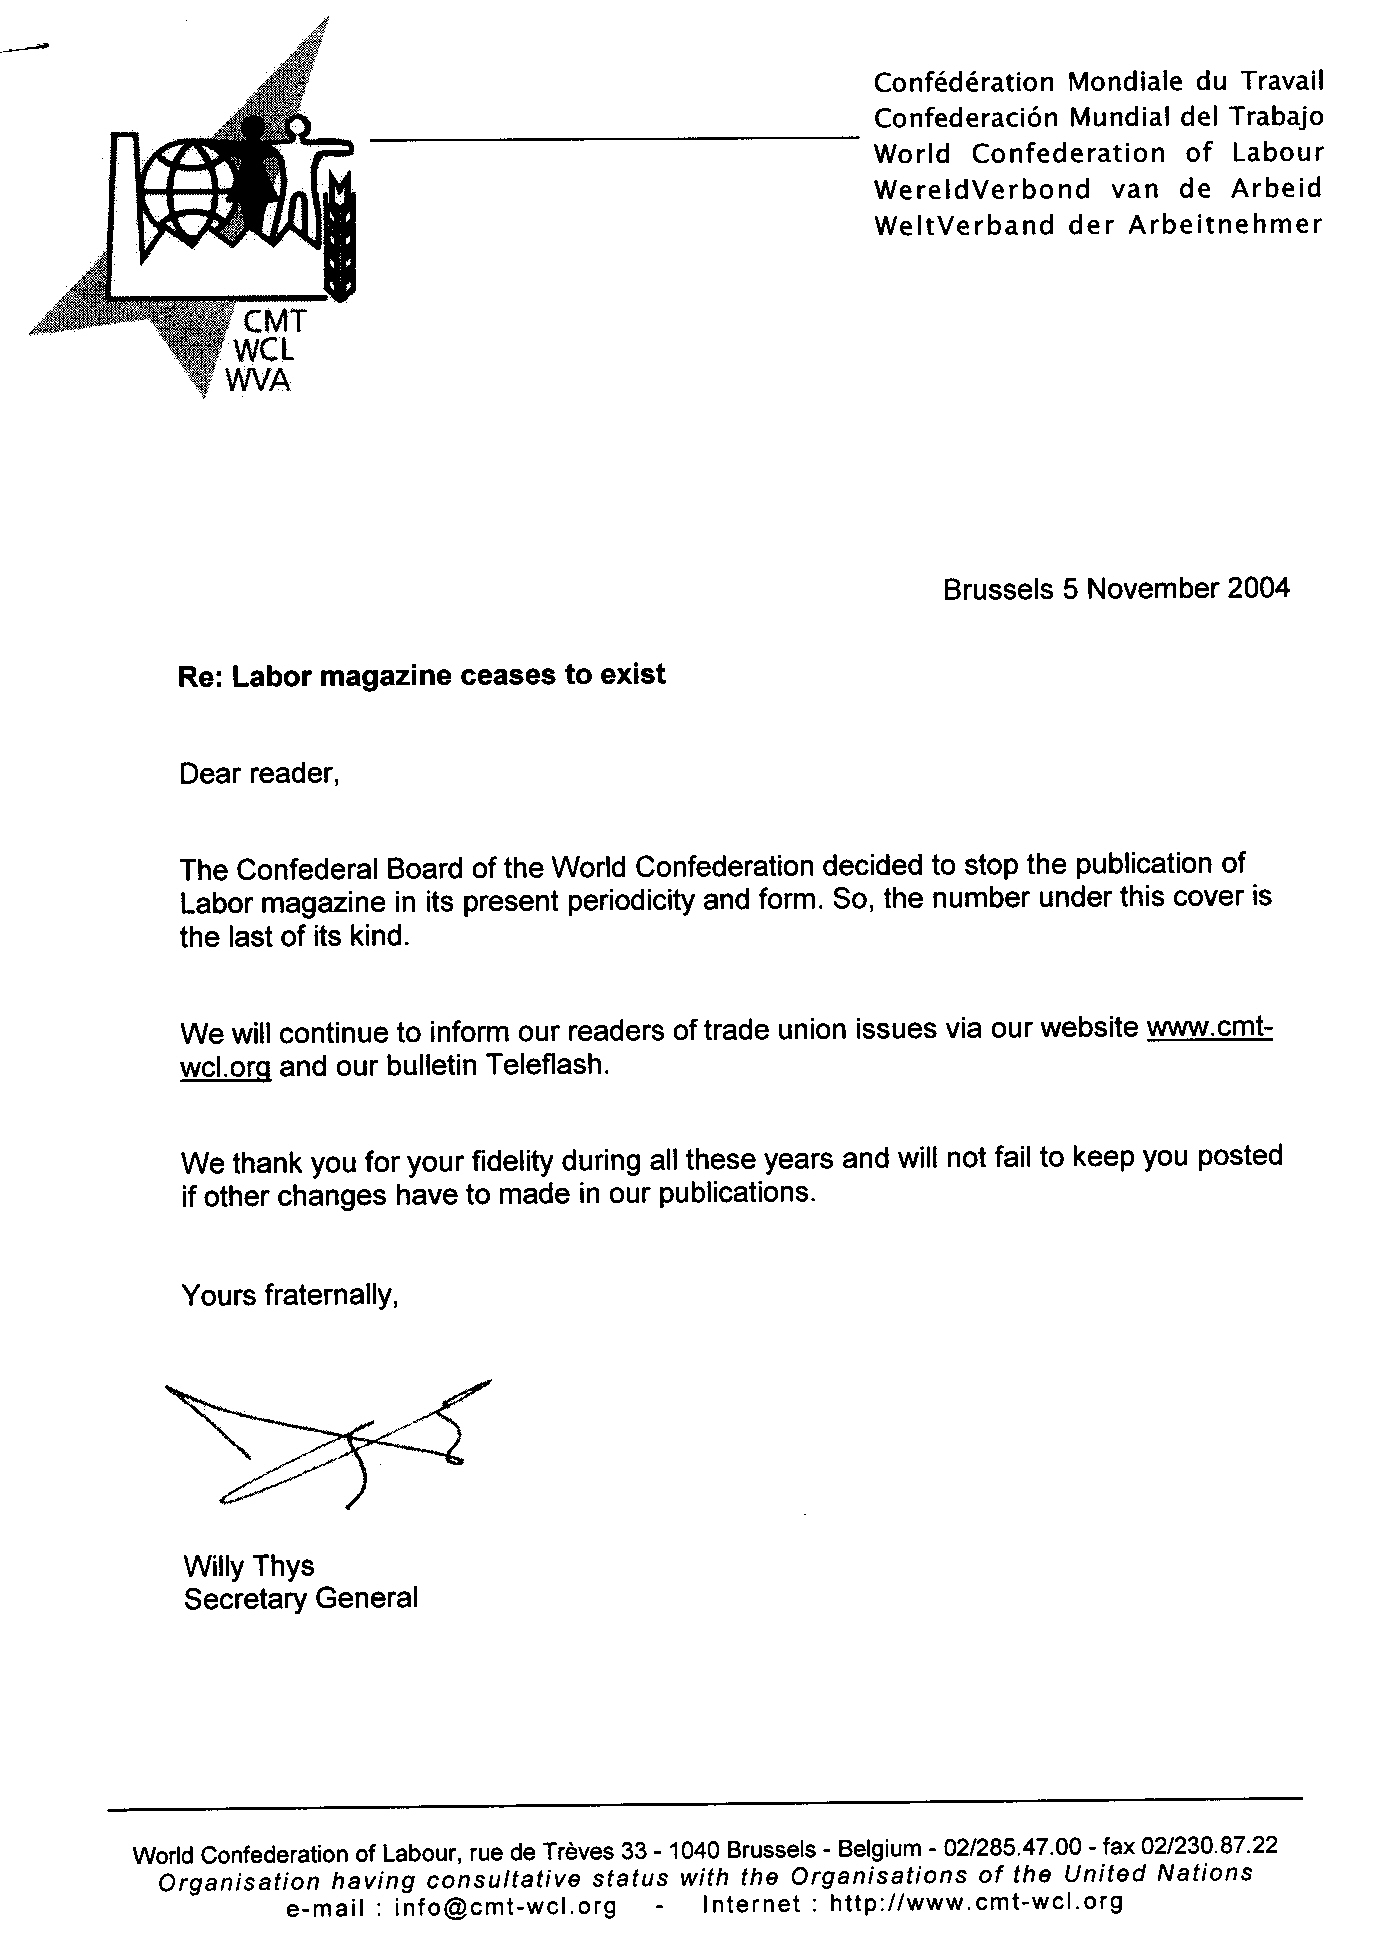 Confédération Mondiale du Travail
Confederación Mundial del Trabajo
World Confederation of Labour
WereldVerbond van de Arbeid
WeltVerband der Arbeitnehmer
CMT
WCL
WVA
Brussels 5 November 2004
Re: Labor magazine ceases to exist
Dear reader,
The Confederal Board of the World Confederation decided to stop the publication of
Labor magazine in its present periodicity and form. So, the number under this cover is
the last of its kind.
We will continue to inform our readers of trade union issues via our website www.cmt-
wcl.org and our bulletin Teleflash.
We thank you for your fidelity during all these years and will not fail to keep you posted
if other changes have to made in our publications.
Yours fraternally,
Willy Thys
Secretary General
World Confederation of Labour, rue de Trèves 33 - 1040 Brussels - Belgium - 02/285.47.00 - fax 02/230.87.22
Organisation having consultative status with the Organisations of the United Nations
e-mail : info@cmt-wcl.org - Internet : http://www.cmt-wcl.org